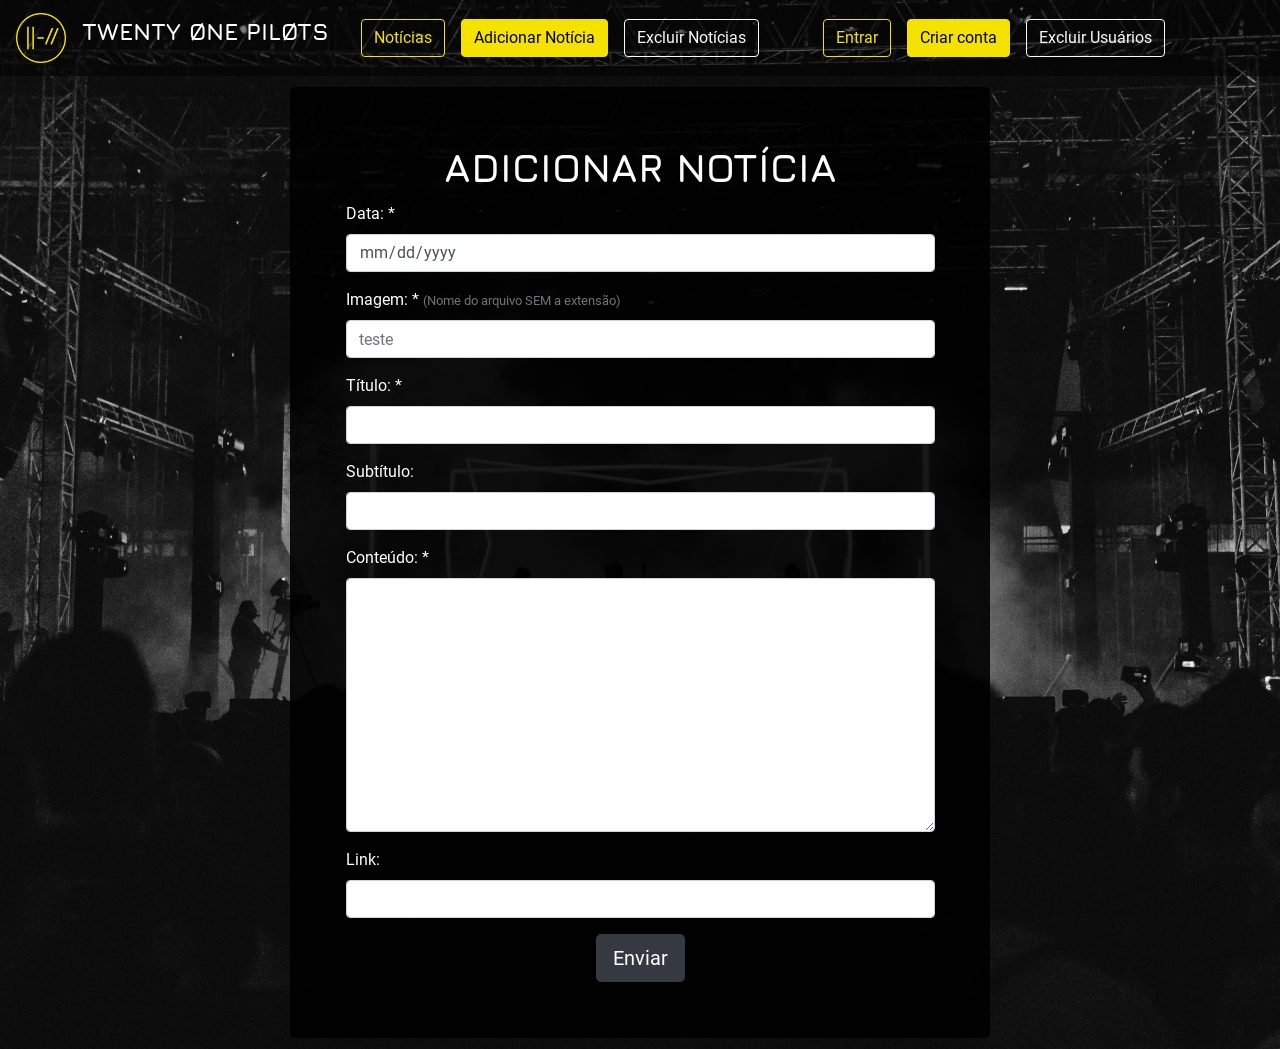 TWENTY ØNE PILØTS
Notícias
Adicionar Notícia
Excluir Notícias
Entrar
Criar conta
Excluir Usuários
ADICIONAR NOTÍCIA
Data: *
mm/dd/yyyy
Imagem: * (Nome do arquivo SEM a extensão)
teste
Título: *
Subtítulo:
Conteúdo: *
Link:
Enviar